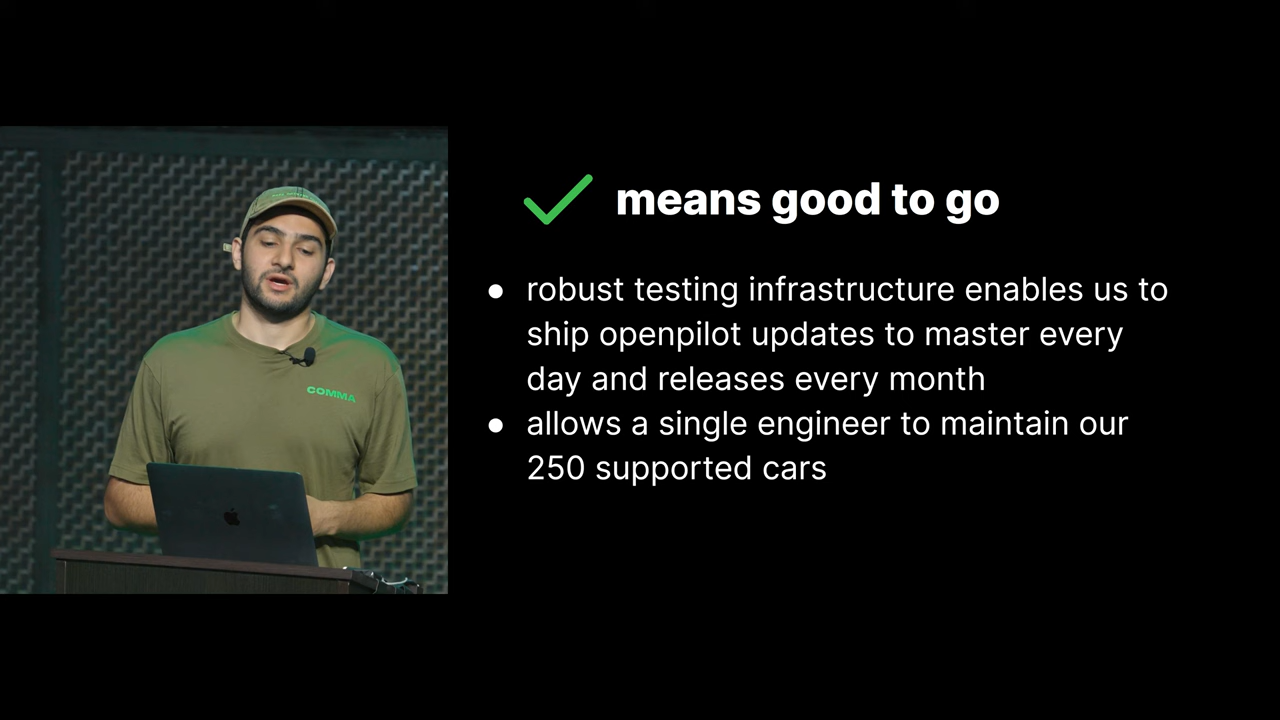 means good to go
● robust testing infrastructure enables us to
ship openpilot updates to master every
day and releases every month
● allows a single engineer to maintain our
250 supported cars
COMMA